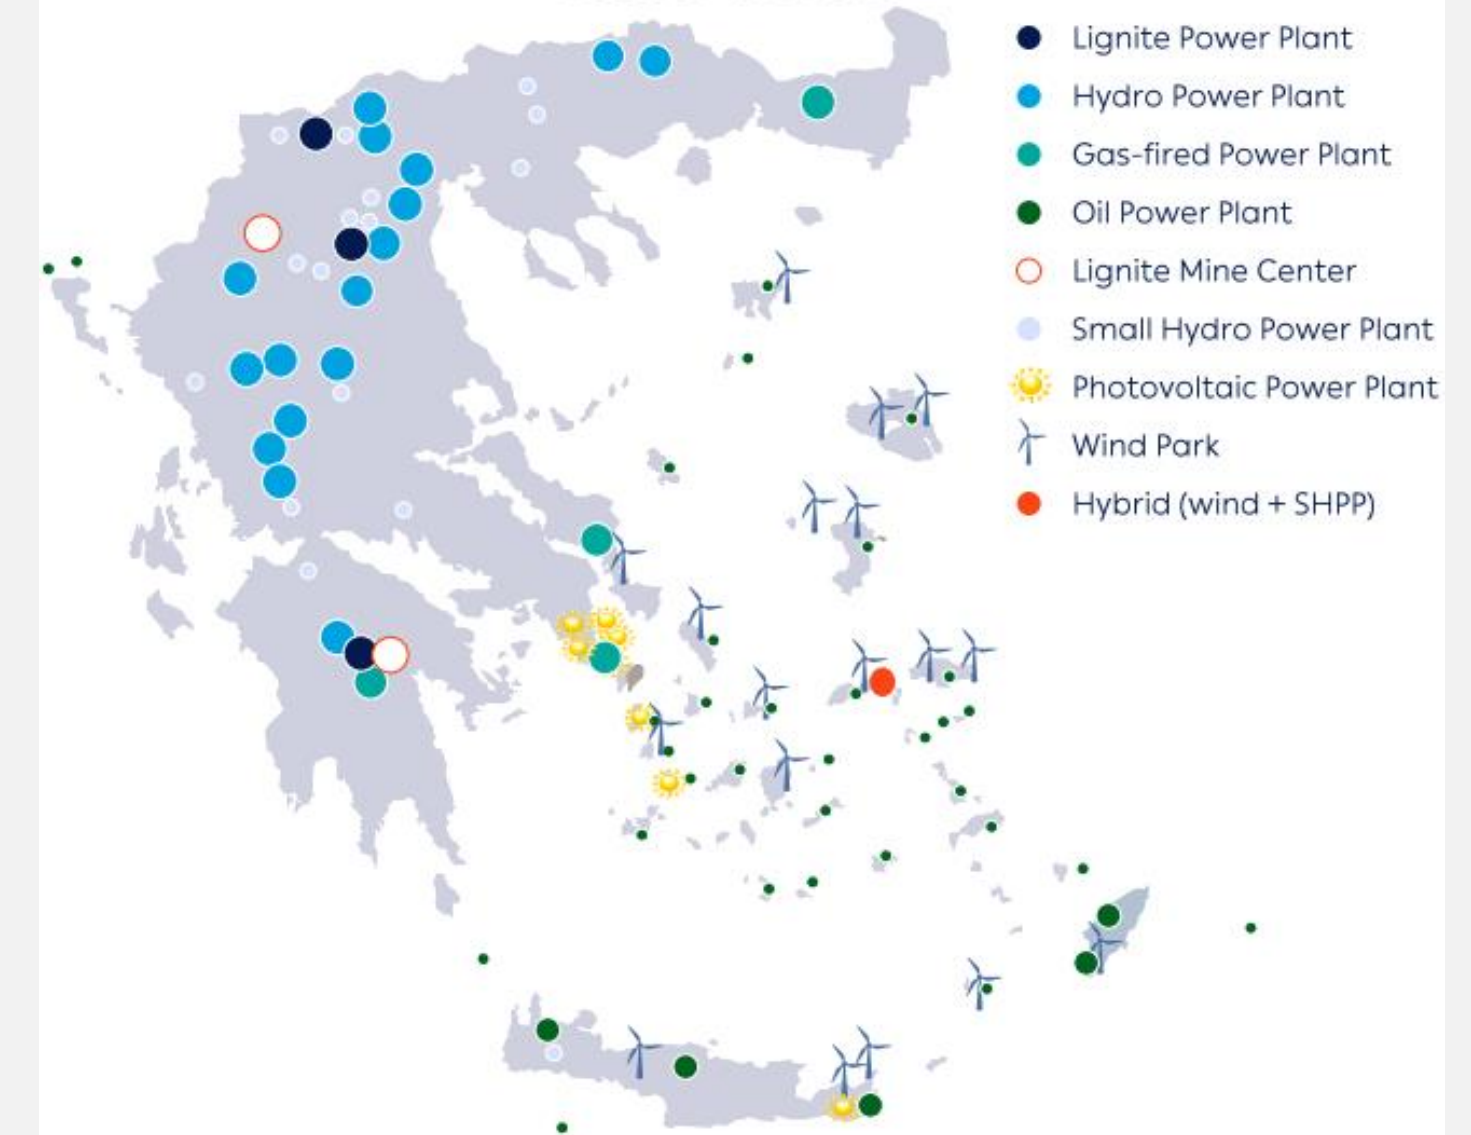 Lignite Power Plant
Hydro Power Plant
Gas-fired Power Plant
Oil Power Plant
Lignite Mine Center
Small Hydro Power Plant
Photovoltaic Power Plant
Wind Park
Hybrid (wind + SHPP)